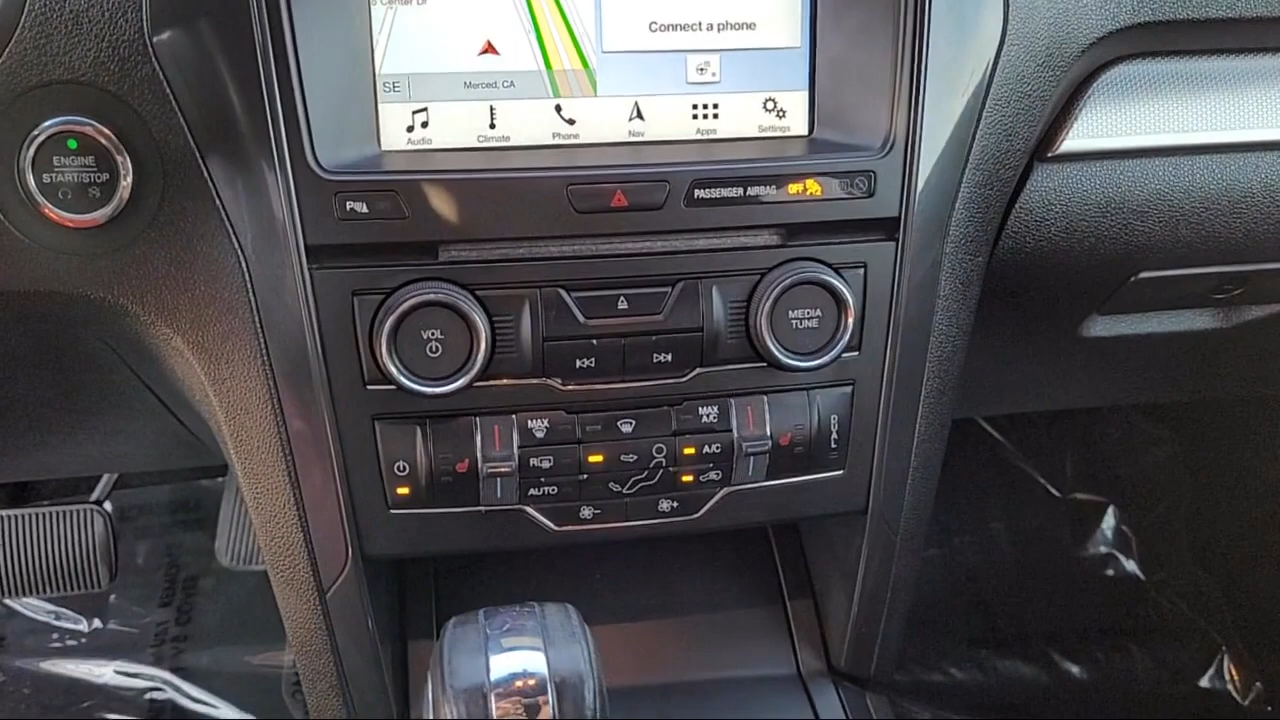 o Center Dr
Connect a phone
SE
Merced, CA
Audio
Climate
Phone
Nav
Apps
Settings
ENGINE
START/STOP
P
PASSENGER AIRBAG OFF
VOL
MEDIA
TUNE
MAX
MAX
A/C
R
A/C
AUTO
DUAL